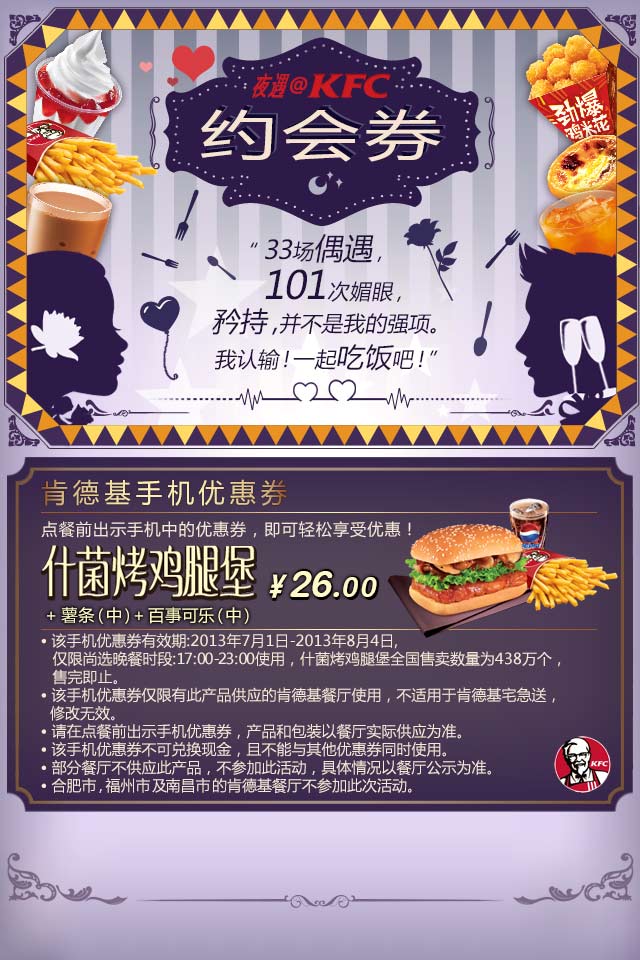 夜遇@KFC
约会券
劲爆
鸡米花
KFC
“ 33场偶遇，
101次媚眼，
矜持，并不是我的强项。
我认输！一起吃饭吧！”
肯德基手机优惠券
点餐前出示手机中的优惠券，即可轻松享受优惠！
什菌烤鸡腿堡 ¥26.00
+薯条(中)+百事可乐(中)
• 该手机优惠券有效期:2013年7月1日-2013年8月4日,
仅限尚选晚餐时段:17:00-23:00使用，什菌烤鸡腿堡全国售卖数量为438万个，
售完即止。
• 该手机优惠券仅限有此产品供应的肯德基餐厅使用，不适用于肯德基宅急送，
修改无效。
• 请在点餐前出示手机优惠券，产品和包装以餐厅实际供应为准。
• 该手机优惠券不可兑换现金，且不能与其他优惠券同时使用。
• 部分餐厅不供应此产品，不参加此活动，具体情况以餐厅公示为准。
• 合肥市，福州市及南昌市的肯德基餐厅不参加此次活动。
KFC